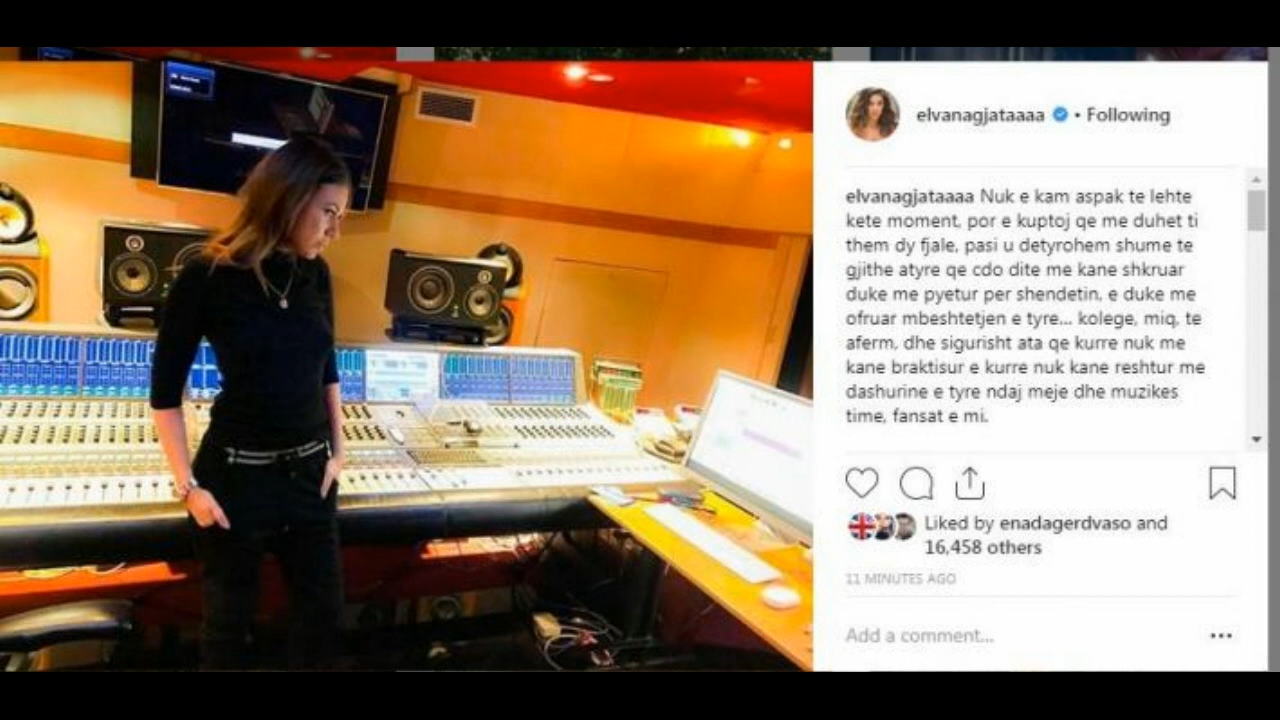 elvanagjataaaa • Following
elvanagjataaaa Nuk e kam aspak te lehte
kete moment, por e kuptoj qe me duhet ti
them dy fjale, pasi u detyrohem shume te
gjithe atyre qe cdo dite me kane shkruar
duke me pyetur per shendetin, e duke me
ofruar mbeshtetjen e tyre... kolege, miq, te
aferm, dhe sigurisht ata qe kurre nuk me
kane braktisur e kurre nuk kane reshtur me
dashurine e tyre ndaj meje dhe muzikes
time, fansat e mi.
Liked by enadagerdvaso and
16,458 others
11 MINUTES AGO
Add a comment...